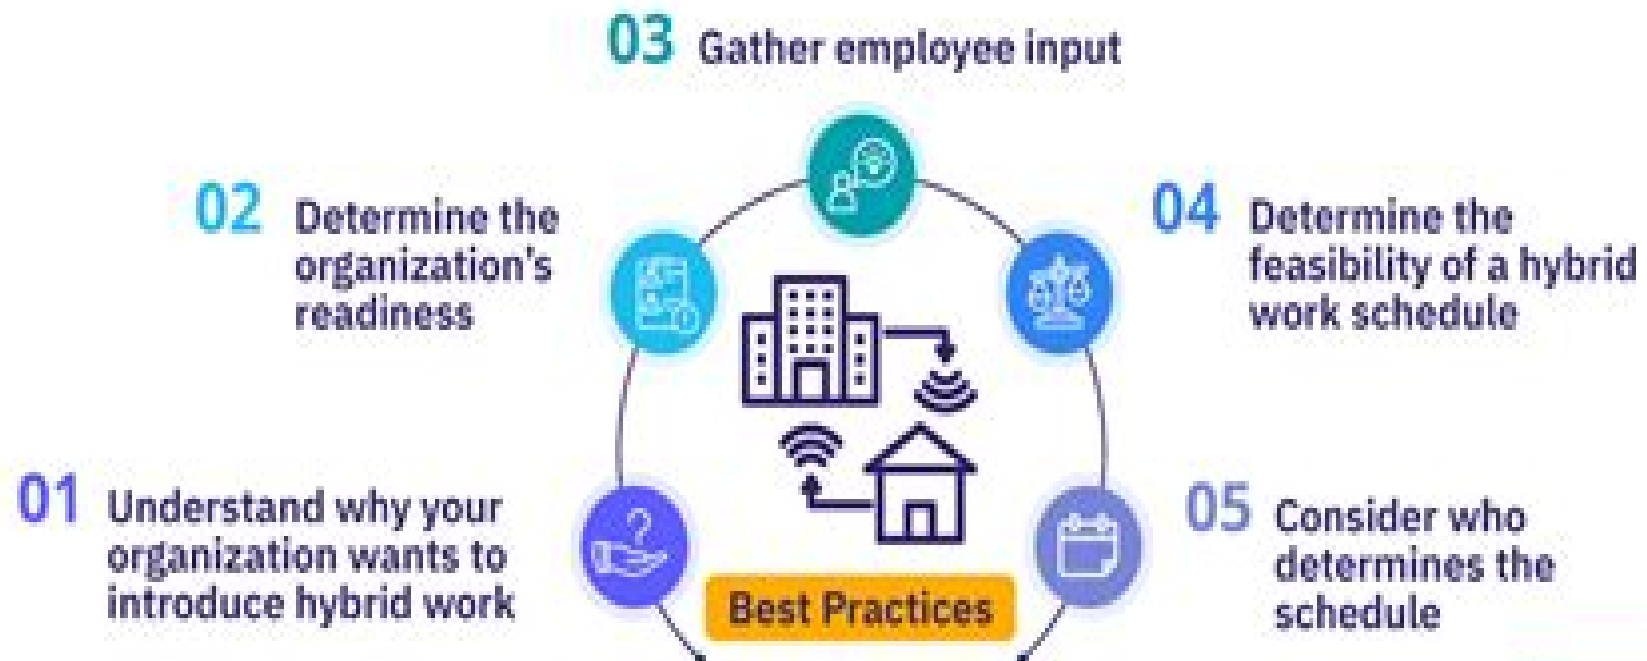 03 Gather employee input
02 Determine the
organization's
readiness
04 Determine the
feasibility of a hybrid
work schedule
01 Understand why your
organization wants to
introduce hybrid work
05 Consider who
determines the
schedule
Best Practices